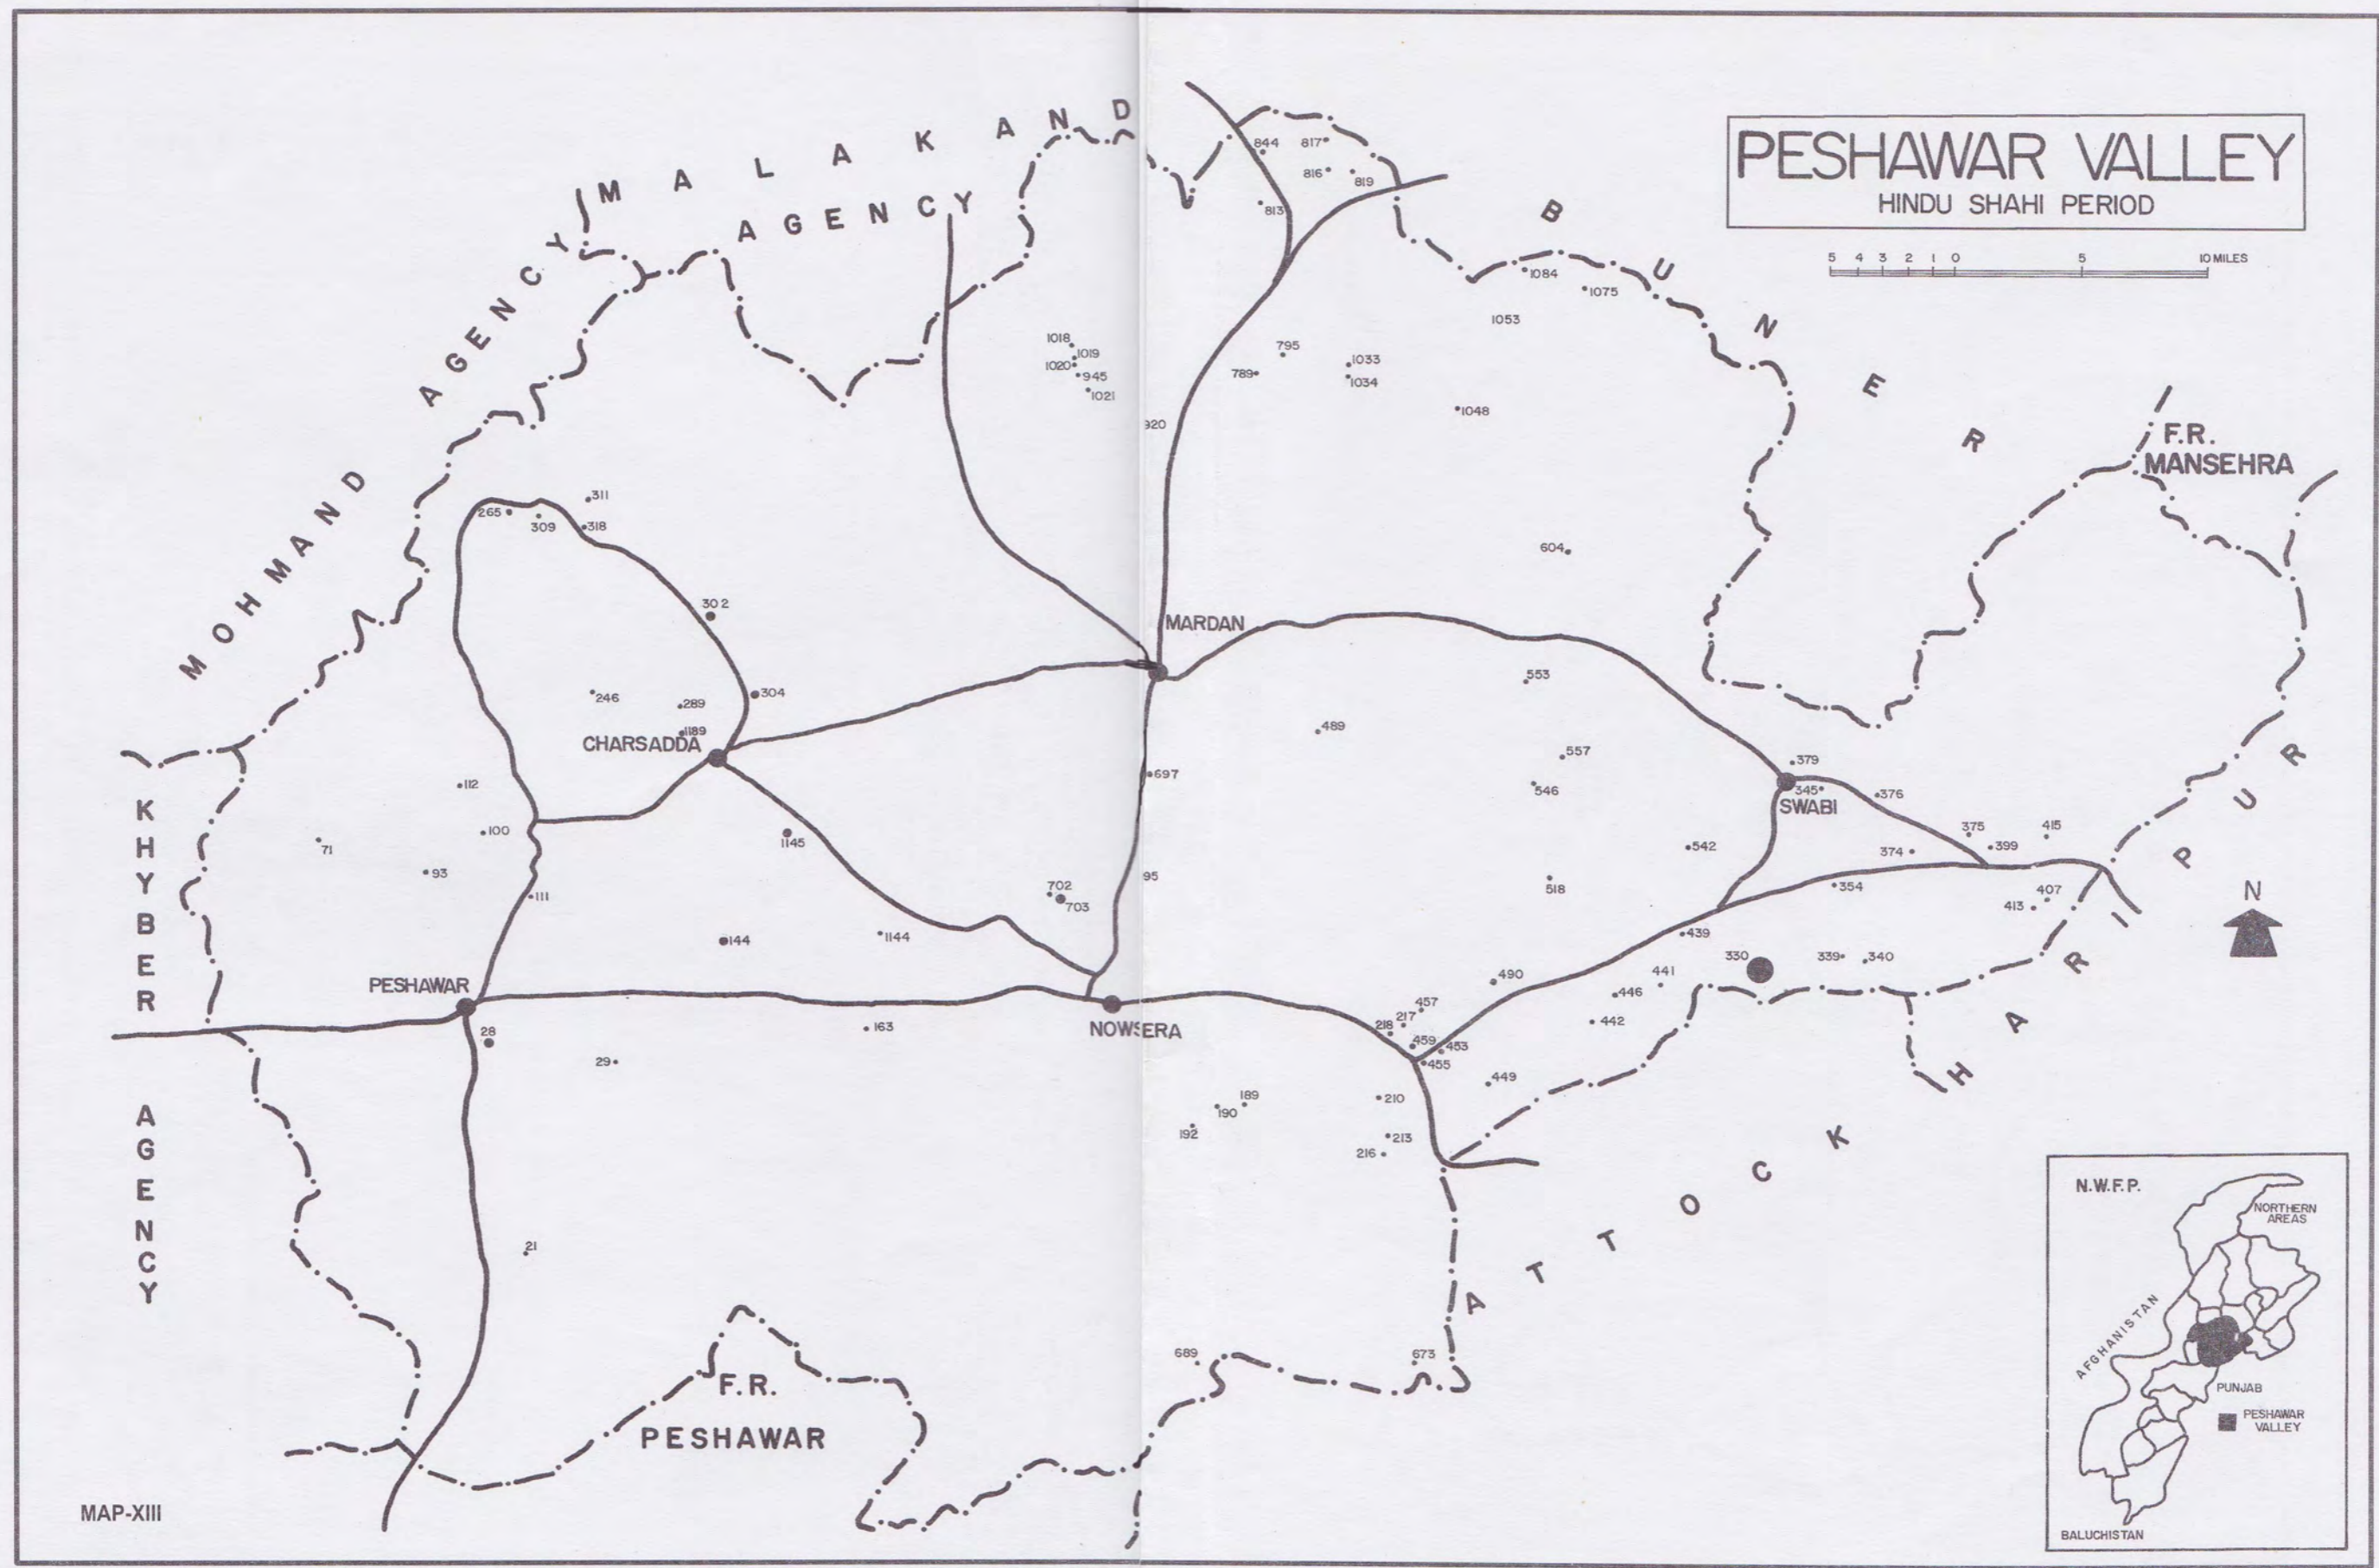 PESHAWAR VALLEY
HINDU SHAHI PERIOD
5 4 3 2 1 0 5 10 MILES
MALAKAND
AGENCY
MOHMAND AGENCY
BUNER
F.R.
MANSEHRA
KHYBER
AGENCY
HARIPUR
ATTOCK
F.R.
PESHAWAR
N
844
817
816
819
813
1084
1075
1053
1018
1019
1020
945
1021
795
789
1033
1034
1048
920
311
265
309
318
604
302
MARDAN
246
289
304
1189
CHARSADDA
553
489
557
546
697
379
345
376
SWABI
112
100
71
93
111
1145
542
375
399
415
374
354
407
413
518
95
702
703
144
1144
439
330
339
340
441
446
442
490
PESHAWAR
28
29
163
NOWSERA
457
217
218
459
453
455
449
189
190
192
210
213
216
21
689
673
N.W.F.P.
NORTHERN
AREAS
AFGHANISTAN
PUNJAB
PESHAWAR
VALLEY
BALUCHISTAN
MAP-XIII